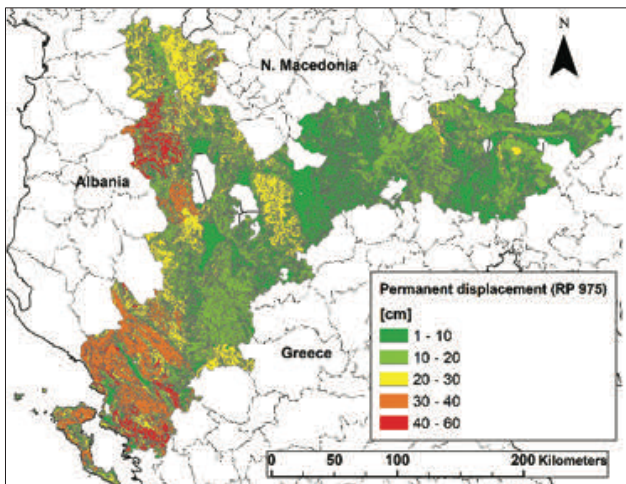 N
N. Macedonia
Albania
Permanent displacement (RP 975)
[cm]
1 - 10
10 - 20
20 - 30
30 - 40
40 - 60
Greece
0 50 100 200 Kilometers